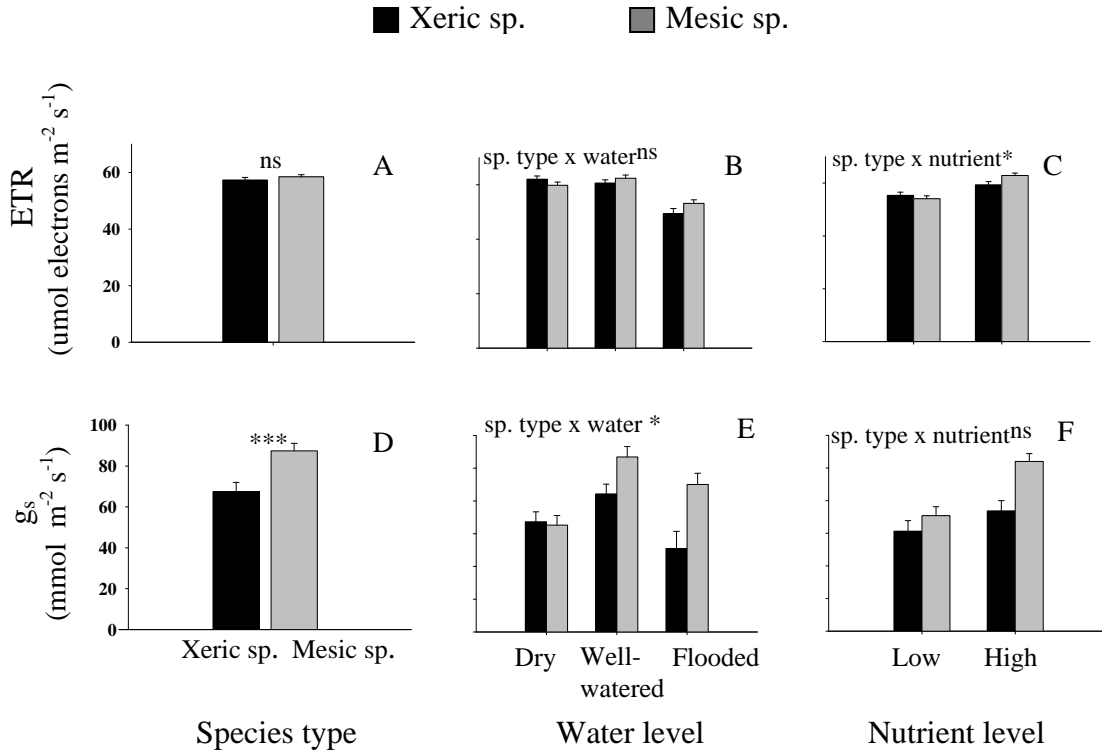 Xeric sp. Mesic sp.
ETR
(umol electrons m-2 s-1)
60
40
20
0
ns
A
sp. type x waterns
B
sp. type x nutrient*
C
gs
(mmol m-2 s-1)
100
80
60
40
20
0
***
D
sp. type x water *
E
sp. type x nutrientns
F
Xeric sp. Mesic sp.
Dry Well-watered Flooded
Low High
Species type Water level Nutrient level